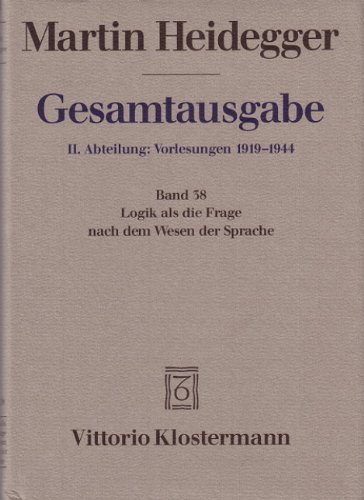 Martin Heidegger
Gesamtausgabe
II. Abteilung: Vorlesungen 1919–1944
Band 38
Logik als die Frage
nach dem Wesen der Sprache
Vittorio Klostermann